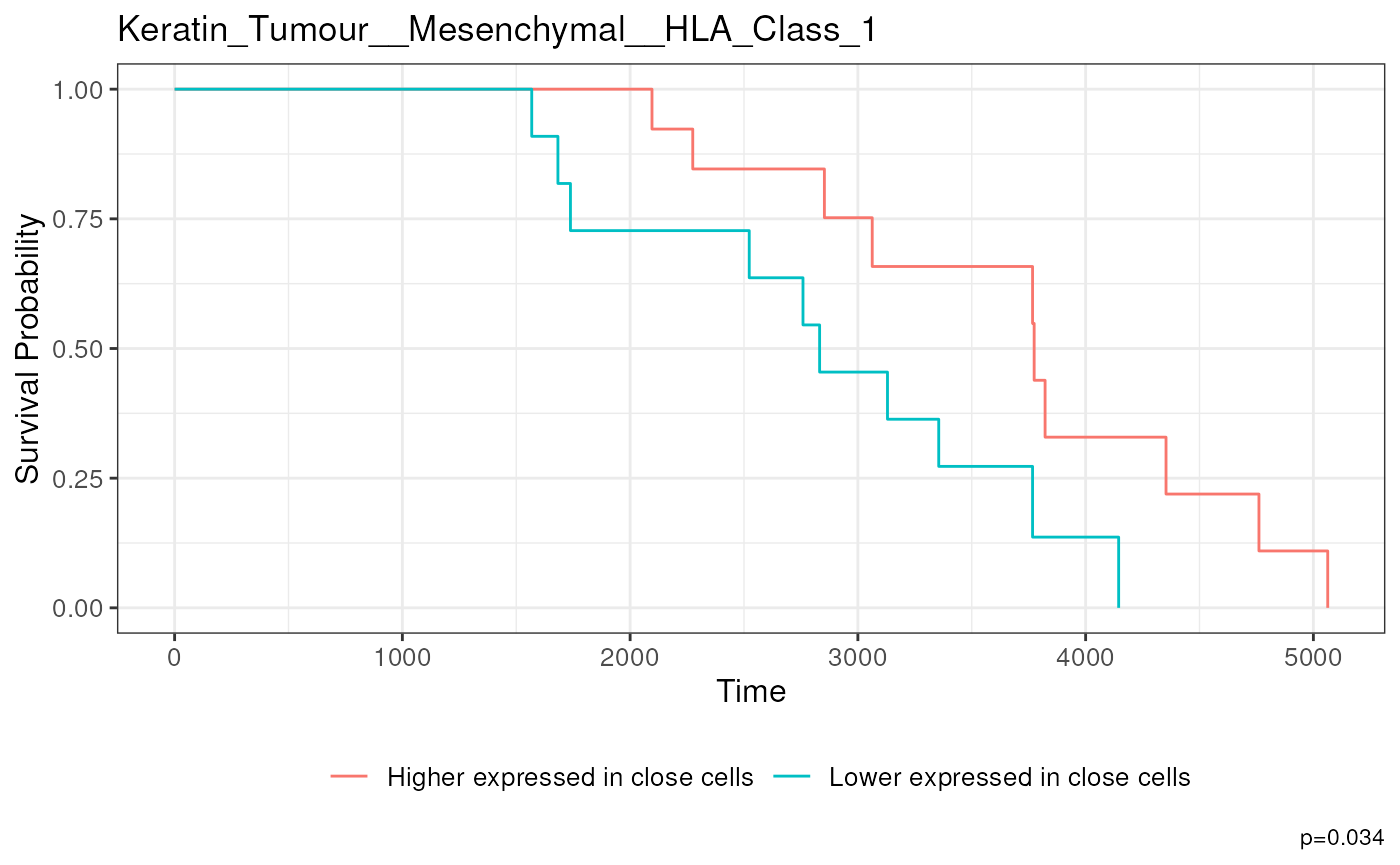 Keratin_Tumour__Mesenchymal__HLA_Class_1
Survival Probability
1.00
0.75
0.50
0.25
0.00
0 1000 2000 3000 4000 5000
Time
Higher expressed in close cells Lower expressed in close cells
p=0.034